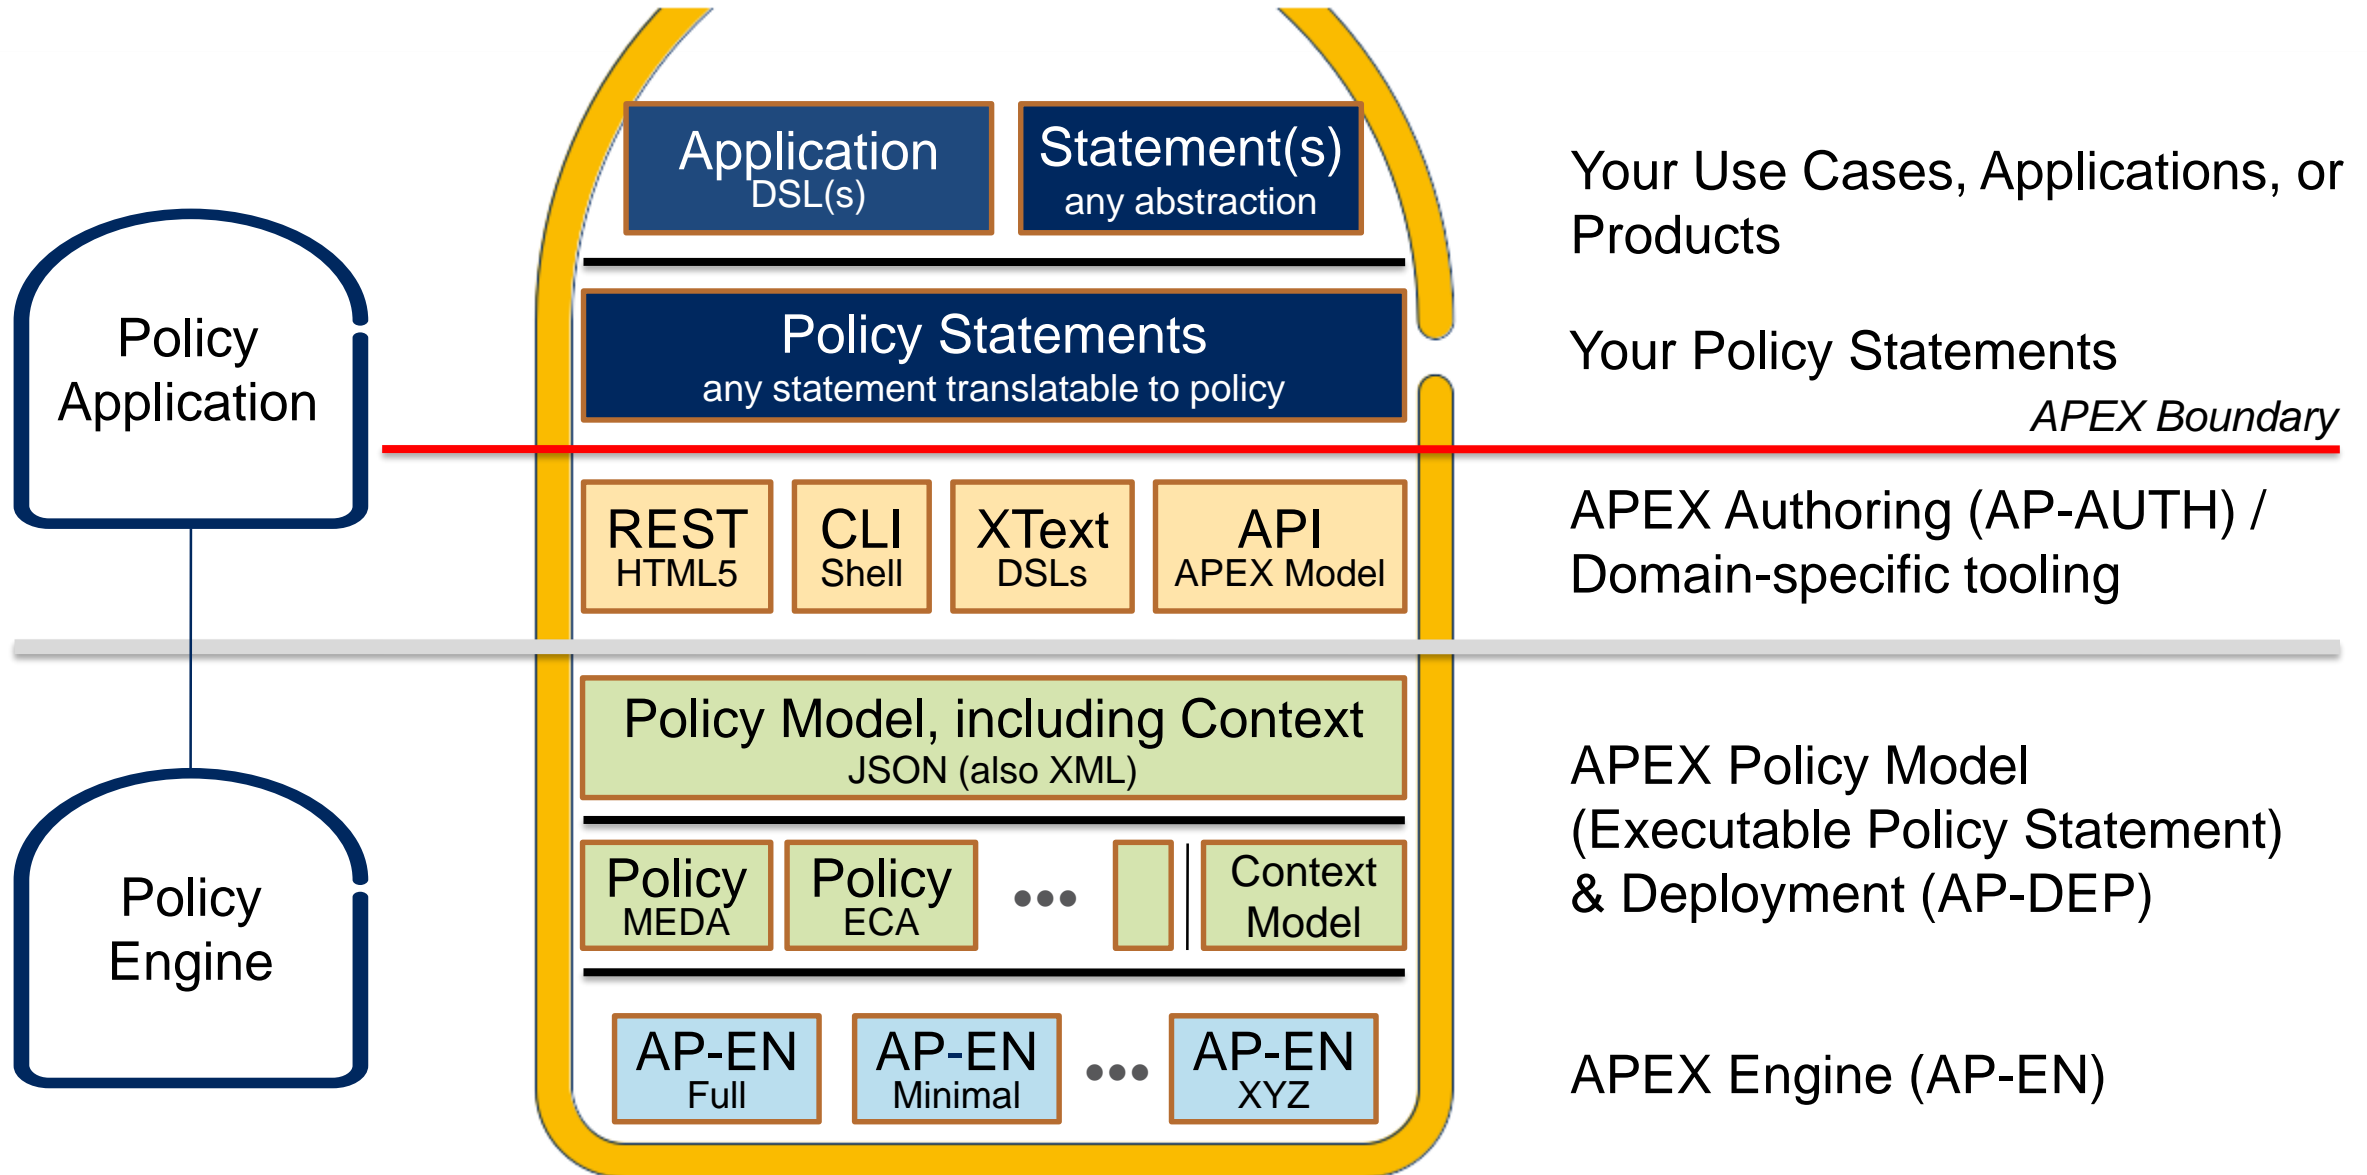 Application
DSL(s)
Statement(s)
any abstraction
Your Use Cases, Applications, or
Products
Policy
Application
Policy Statements
any statement translatable to policy
Your Policy Statements
APEX Boundary
REST
HTML5
CLI
Shell
XText
DSLs
API
APEX Model
APEX Authoring (AP-AUTH) /
Domain-specific tooling
Policy Model, including Context
JSON (also XML)
APEX Policy Model
(Executable Policy Statement)
& Deployment (AP-DEP)
Policy
Engine
Policy
MEDA
Policy
ECA
•••
Context
Model
AP-EN
Full
AP-EN
Minimal
•••
AP-EN
XYZ
APEX Engine (AP-EN)